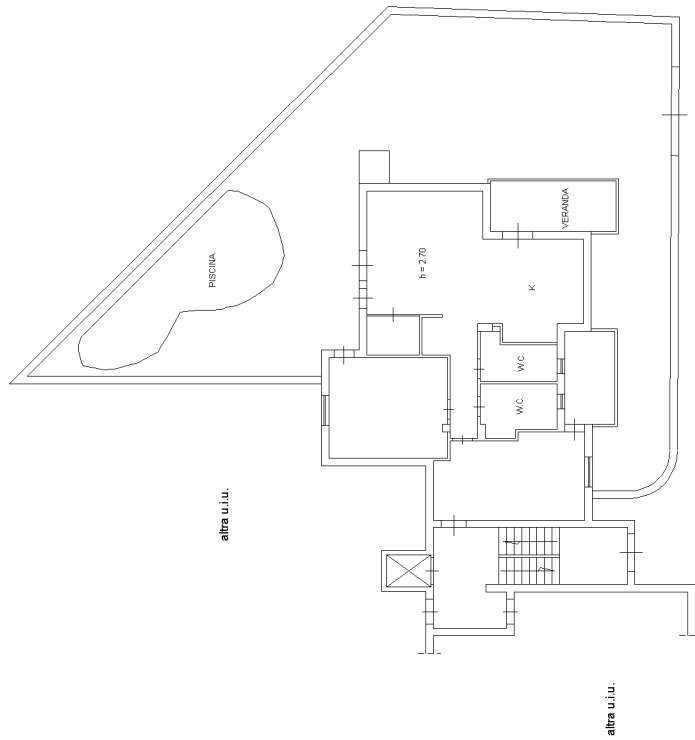 PISCINA
VERANDA
h = 2.70
K
W.C.
W.C.
altra u.i.u.
altra u.i.u.